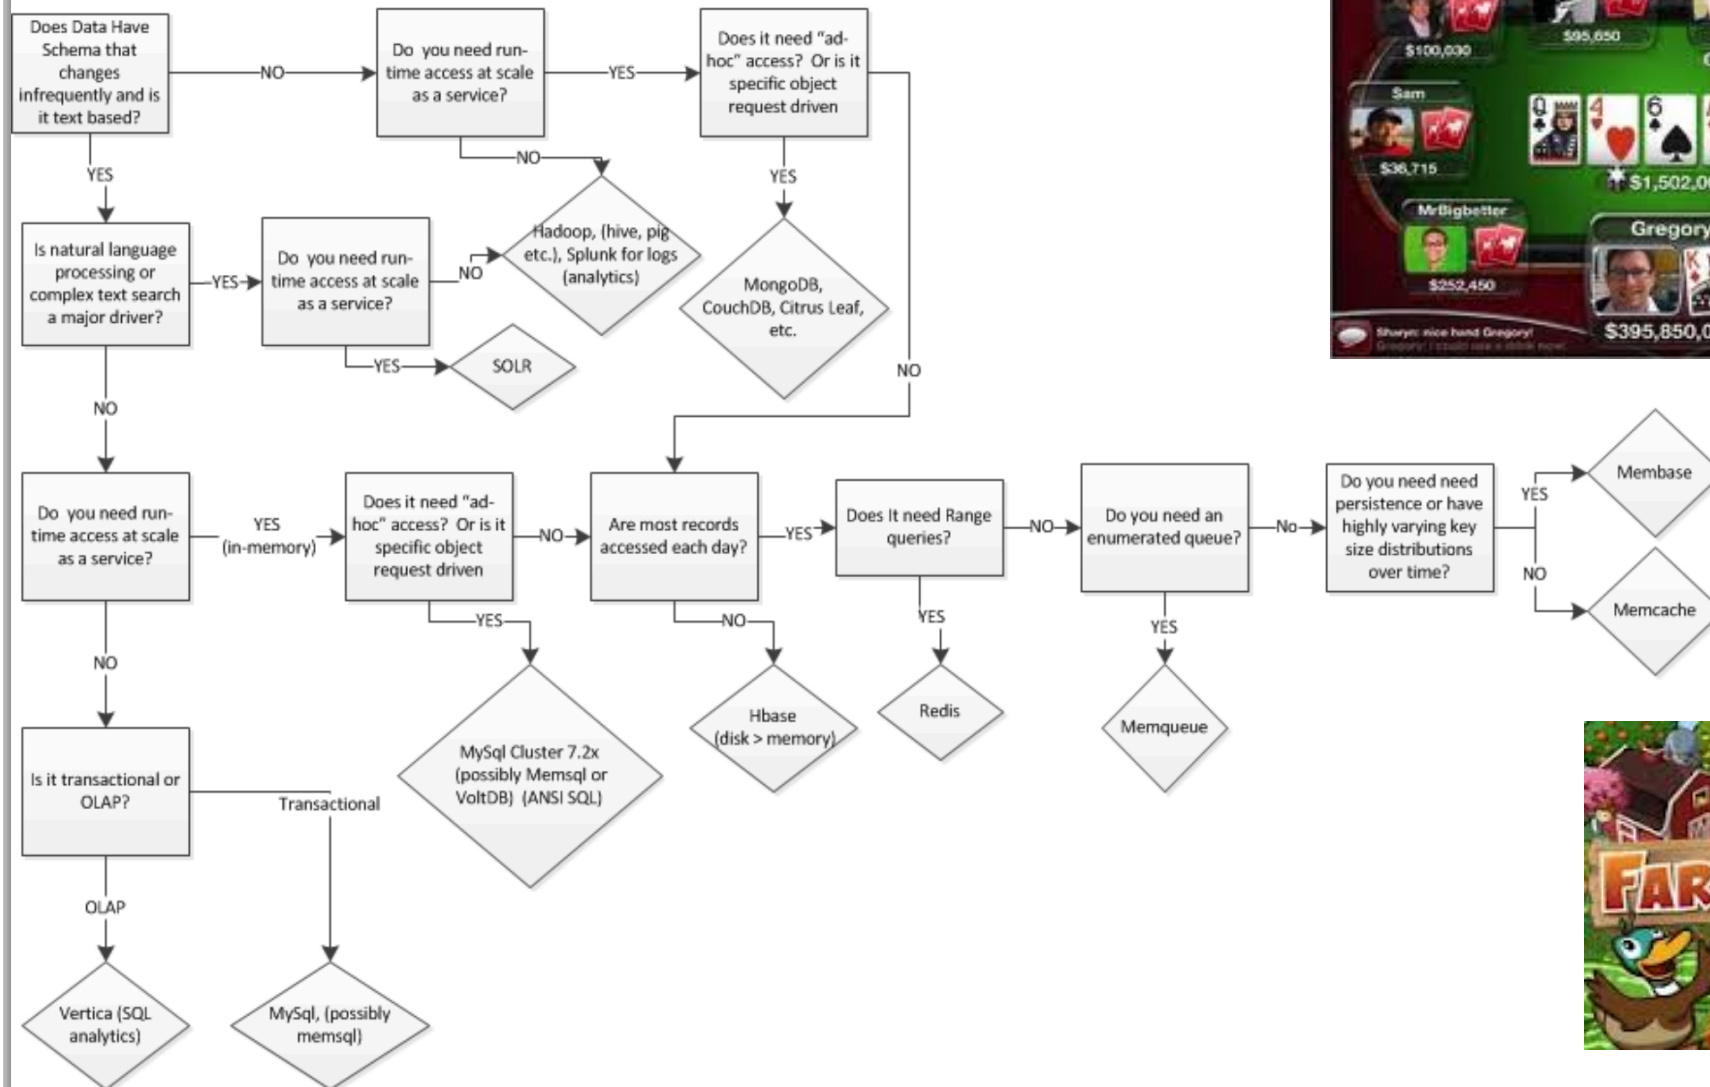 Does Data Have
Schema that
changes
infrequently and is
it text based?
NO
Do you need run-
time access at scale
as a service?
YES
Does it need “ad-
hoc” access? Or is it
specific object
request driven
YES
NO
YES
NO
Is natural language
processing or
complex text search
a major driver?
YES
Do you need run-
time access at scale
as a service?
NO
Hadoop, (hive, pig
etc.), Splunk for logs
(analytics)
MongoDB,
CouchDB, Citrus Leaf,
etc.
YES
SOLR
NO
NO
Do you need run-
time access at scale
as a service?
YES
(in-memory)
Does it need “ad-
hoc” access? Or is it
specific object
request driven
NO
Are most records
accessed each day?
YES
Does It need Range
queries?
NO
Do you need an
enumerated queue?
No
Do you need need
persistence or have
highly varying key
size distributions
over time?
YES
Membase
NO
Memcache
NO
YES
NO
YES
YES
Is it transactional or
OLAP?
Transactional
MySql Cluster 7.2x
(possibly Memsql or
VoltDB) (ANSI SQL)
Hbase
(disk > memory)
Redis
Memqueue
OLAP
Vertica (SQL
analytics)
MySql, (possibly
memsql)
$100,030
$95,650
Sam
$36,715
Q
4
6
$1,502,0
MrBigbetter
$252,450
Gregory
K
$395,850,0
Sharyn: nice hand Gregory!
FAR